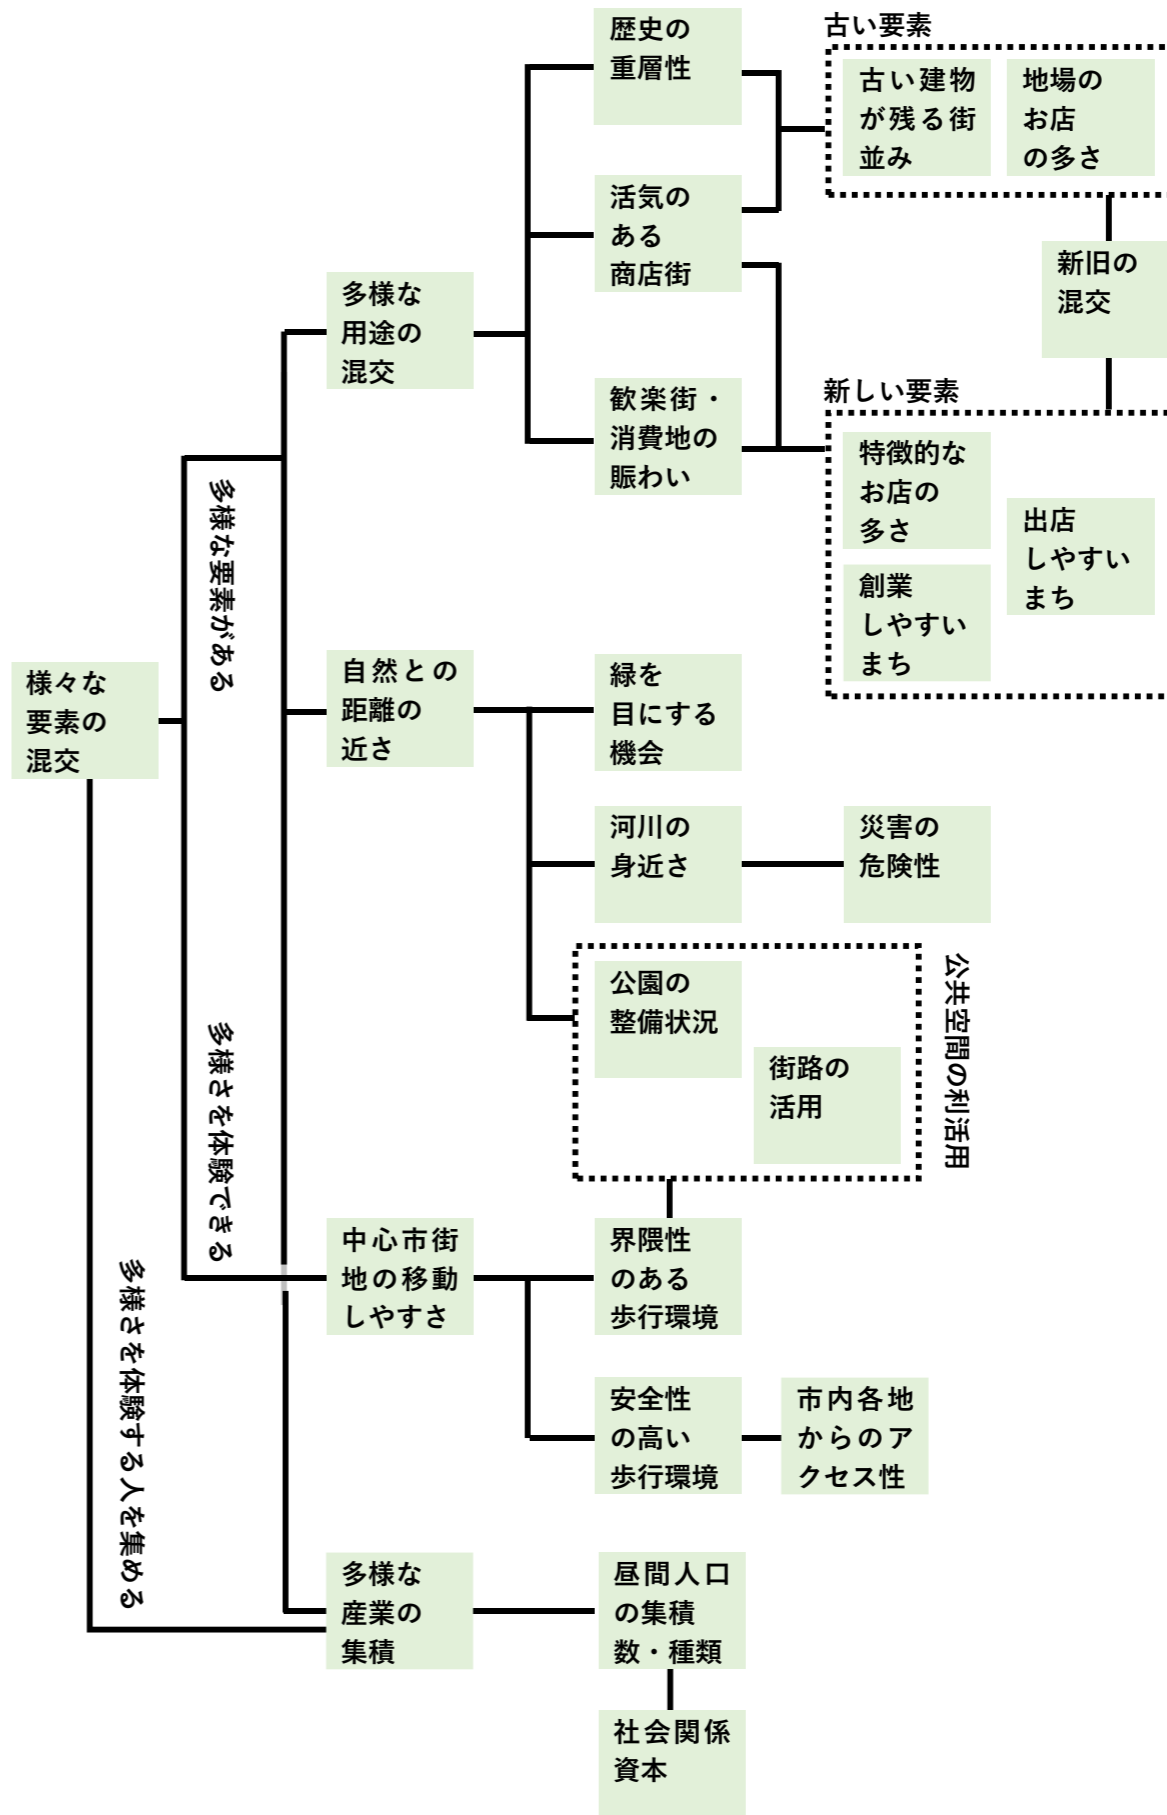 歴史の
重層性
古い要素
古い建物
が残る街
並み
地場の
お店
の多さ
活気の
ある
商店街
新旧の
混交
多様な
用途の
混交
歓楽街・
消費地の
賑わい
新しい要素
特徴的な
お店の
多さ
出店
しやすい
まち
創業
しやすい
まち
多様な要素がある
様々な
要素の
混交
自然との
距離の
近さ
緑を
目にする
機会
河川の
身近さ
災害の
危険性
公園の
整備状況
街路の
活用
公共空間の利活用
多様さを体験できる
中心市街
地の移動
しやすさ
界隈性
のある
歩行環境
安全性
の高い
歩行環境
市内各地
からのア
クセス性
多様さを体験する人を集める
多様な
産業の
集積
昼間人口
の集積
数・種類
社会関係
資本